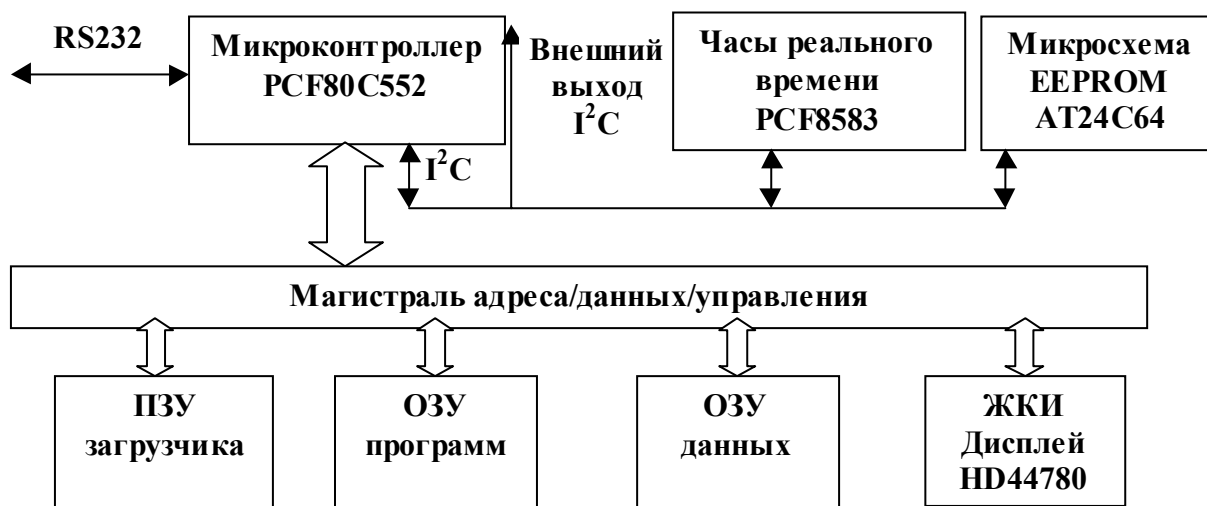 RS232
Микроконтроллер
PCF80C552
Внешний
выход
I²C
Часы реального
времени
PCF8583
Микросхема
EEPROM
AT24C64
I²C
Магистраль адреса/данных/управления
ПЗУ
загрузчика
ОЗУ
программ
ОЗУ
данных
ЖКИ
Дисплей
HD44780